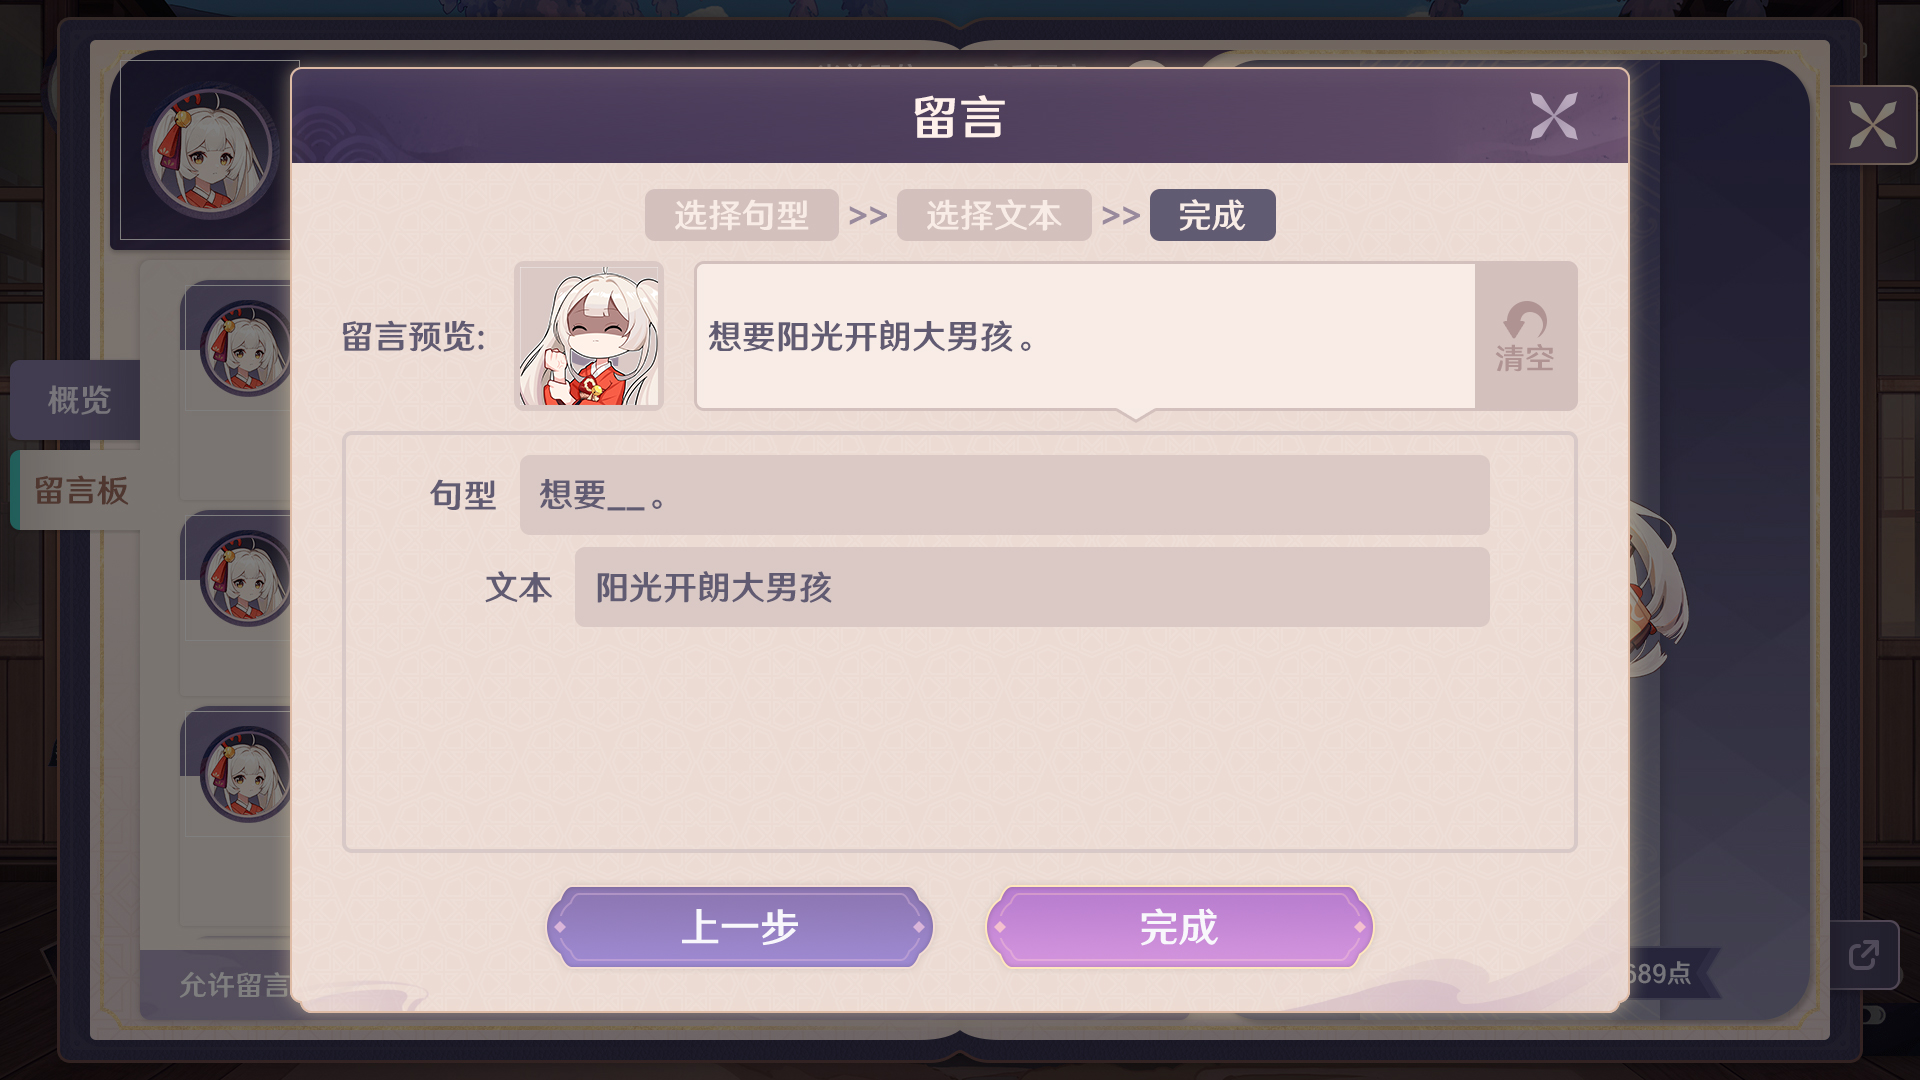 留言
选择句型 >> 选择文本 >> 完成
留言预览:
想要阳光开朗大男孩。
清空
概览
留言板
句型 想要__。
文本 阳光开朗大男孩
上一步 完成
允许留言
689点